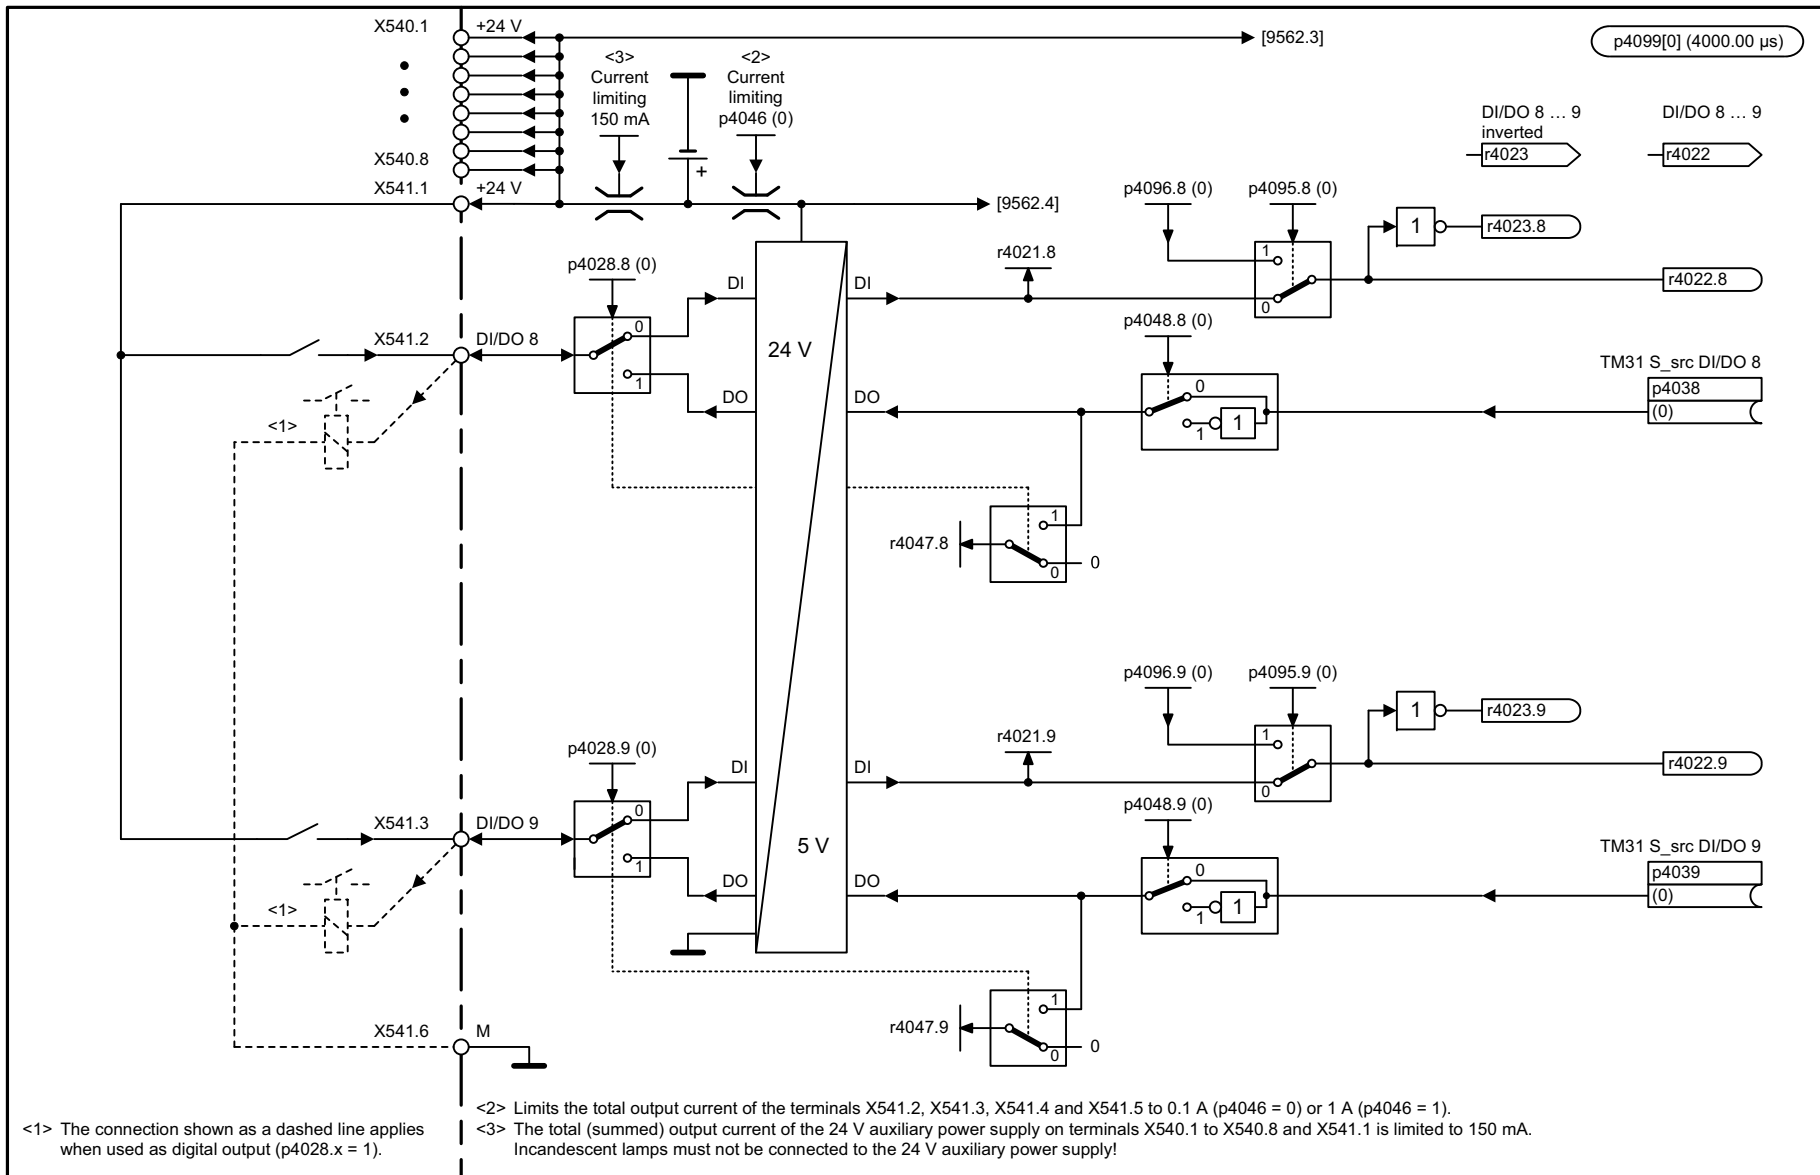 X540.1
+24 V
[9562.3]
p4099[0] (4000.00 µs)
<3>
Current
limiting
150 mA
<2>
Current
limiting
p4046 (0)
+
DI/DO 8 … 9
inverted
r4023
DI/DO 8 … 9
r4022
X540.8
X541.1
+24 V
[9562.4]
p4096.8 (0)
p4095.8 (0)
1
0
1
r4023.8
r4022.8
r4021.8
p4028.8 (0)
DI
DI
X541.2
DI/DO 8
0
1
24 V
p4048.8 (0)
DO
DO
0
1
1
TM31 S_src DI/DO 8
p4038
(0)
<1>
r4047.8
1
0
0
p4096.9 (0)
p4095.9 (0)
1
0
1
r4023.9
r4022.9
r4021.9
p4028.9 (0)
DI
DI
X541.3
DI/DO 9
0
1
5 V
p4048.9 (0)
DO
DO
0
1
1
TM31 S_src DI/DO 9
p4039
(0)
<1>
r4047.9
1
0
0
X541.6
M
<1> The connection shown as a dashed line applies
when used as digital output (p4028.x = 1).
<2> Limits the total output current of the terminals X541.2, X541.3, X541.4 and X541.5 to 0.1 A (p4046 = 0) or 1 A (p4046 = 1).
<3> The total (summed) output current of the 24 V auxiliary power supply on terminals X540.1 to X540.8 and X541.1 is limited to 150 mA.
Incandescent lamps must not be connected to the 24 V auxiliary power supply!